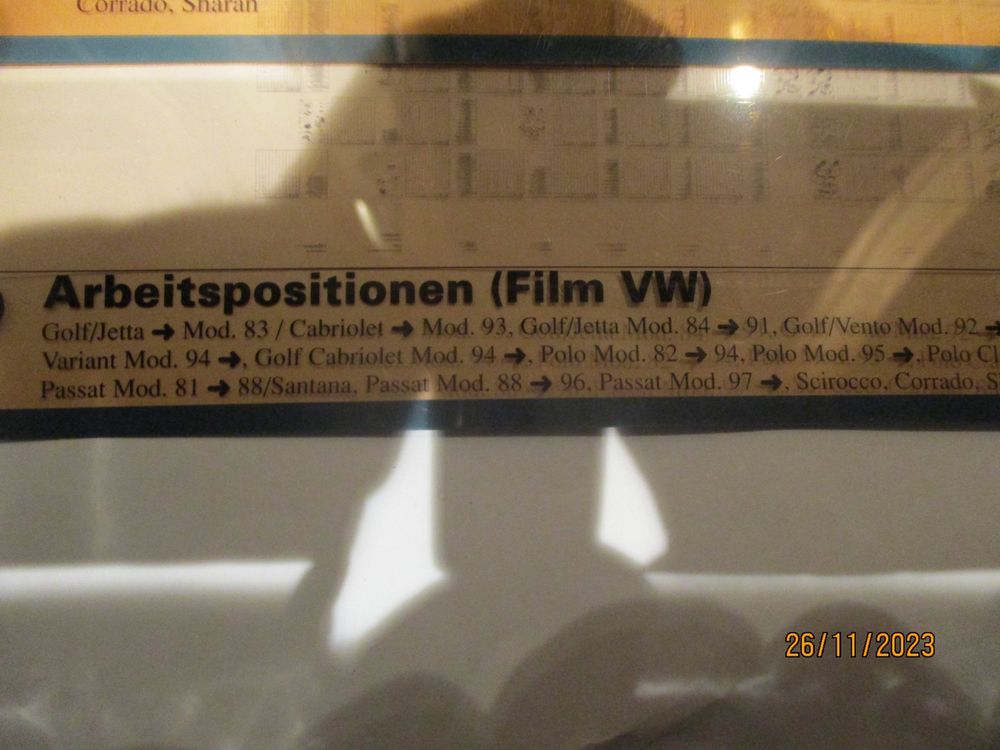 Corrado, Sharan
Arbeitspositionen (Film VW)
Golf/Jetta ➔ Mod. 83 / Cabriolet ➔ Mod. 93, Golf/Jetta Mod. 84 ➔ 91, Golf/Vento Mod. 92 ➔
Variant Mod. 94 ➔, Golf Cabriolet Mod. 94 ➔, Polo Mod. 82 ➔ 94, Polo Mod. 95 ➔, Polo Cl
Passat Mod. 81 ➔ 88/Santana, Passat Mod. 88 ➔ 96, Passat Mod. 97 ➔, Scirocco, Corrado, S
26/11/2023